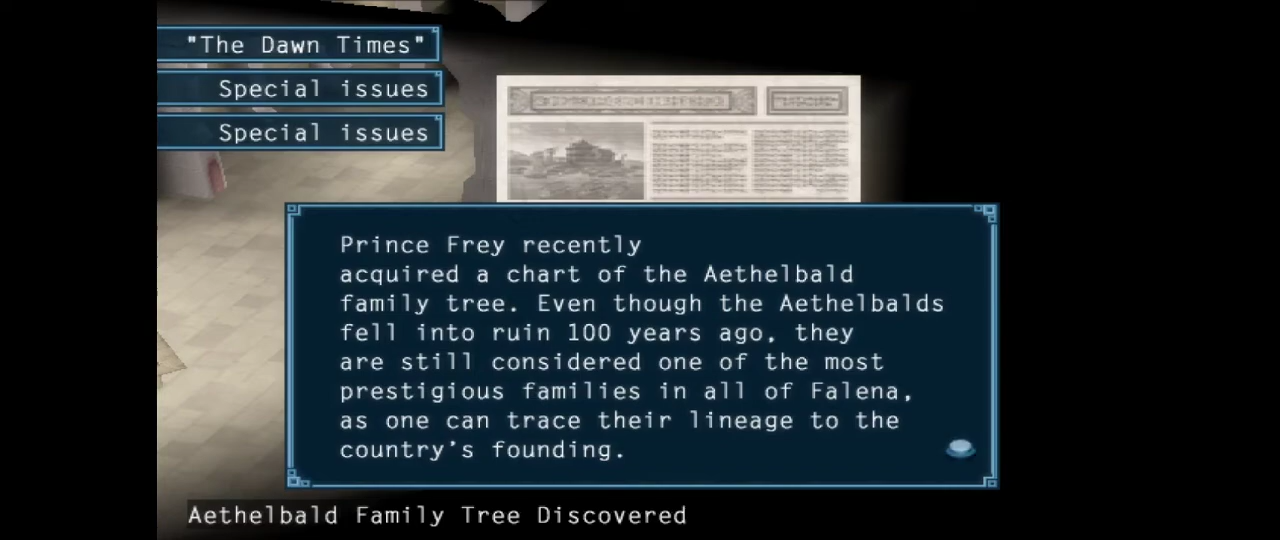 "The Dawn Times"
Special issues
Special issues
Prince Frey recently
acquired a chart of the Aethelbald
family tree. Even though the Aethelbalds
fell into ruin 100 years ago, they
are still considered one of the most
prestigious families in all of Falena,
as one can trace their lineage to the
country's founding.
Aethelbald Family Tree Discovered